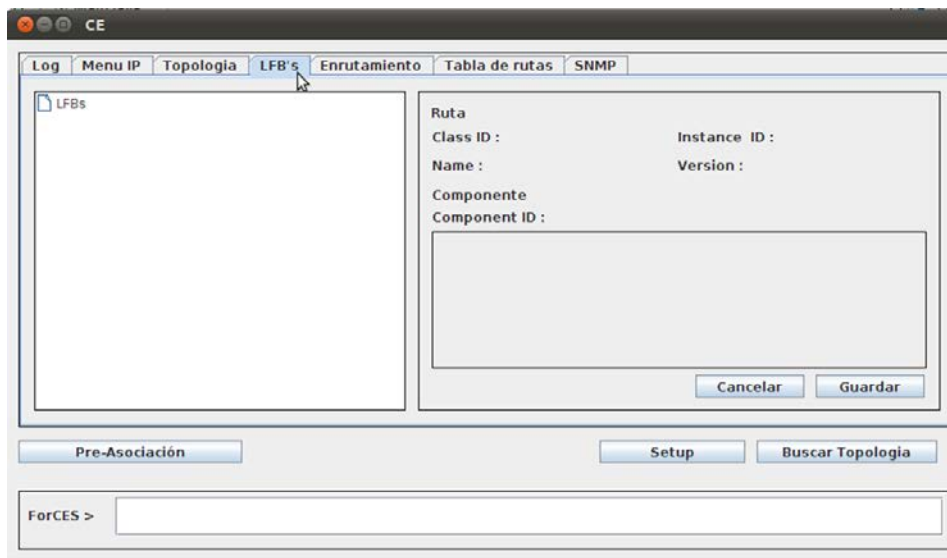 CE
Log Menu IP Topologia LFB's Enrutamiento Tabla de rutas SNMP
LFBs
Ruta
Class ID : Instance ID :
Name : Version :
Componente
Component ID :
Cancelar Guardar
Pre-Asociación Setup Buscar Topologia
ForCES >